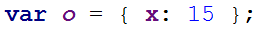 var o = { x: 15 };